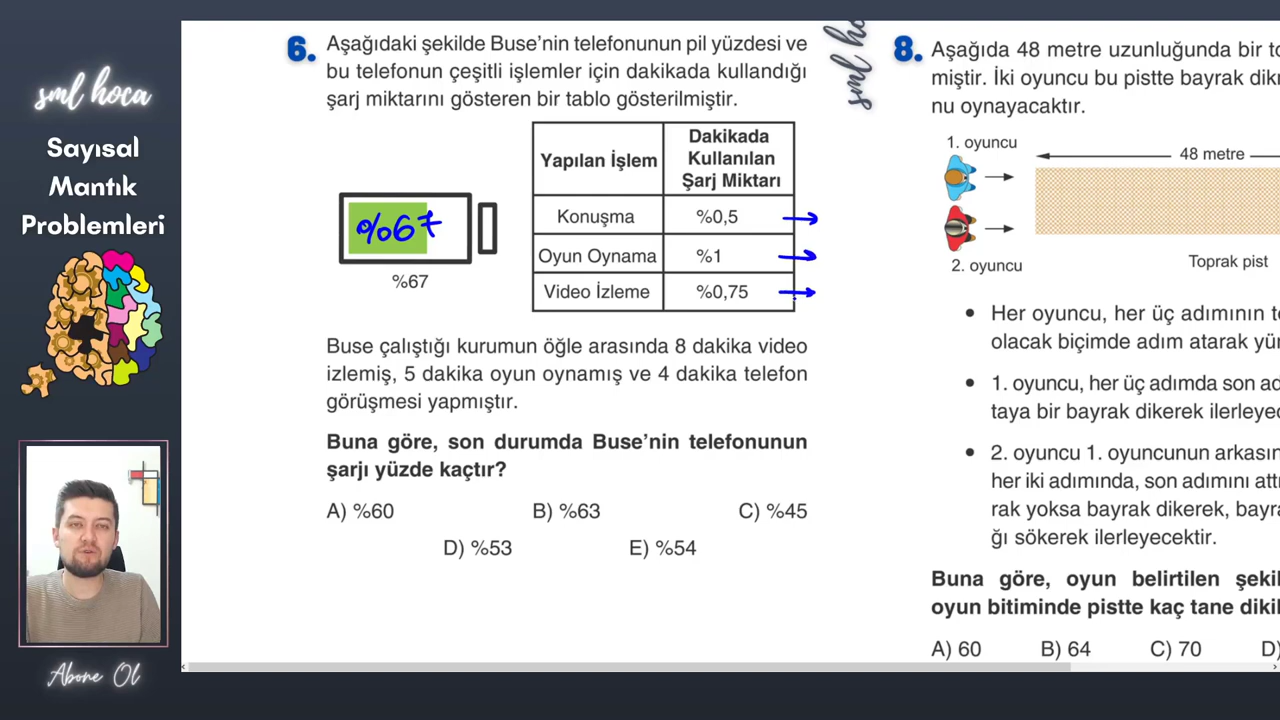 sml hoca
Sayısal
Mantık
Problemleri
Abone Ol
6.
Aşağıdaki şekilde Buse’nin telefonunun pil yüzdesi ve
bu telefonun çeşitli işlemler için dakikada kullandığı
şarj miktarını gösteren bir tablo gösterilmiştir.
%67
%67
Yapılan İşlem
Dakikada
Kullanılan
Şarj Miktarı
Konuşma %0,5
Oyun Oynama %1
Video İzleme %0,75
Buse çalıştığı kurumun öğle arasında 8 dakika video
izlemiş, 5 dakika oyun oynamış ve 4 dakika telefon
görüşmesi yapmıştır.
Buna göre, son durumda Buse’nin telefonunun
şarjı yüzde kaçtır?
A) %60 B) %63 C) %45
D) %53 E) %54
sml ho
8.
Aşağıda 48 metre uzunluğunda bir to
miştir. İki oyuncu bu pistte bayrak dik
nu oynayacaktır.
1. oyuncu
48 metre
2. oyuncu
Toprak pist
• Her oyuncu, her üç adımının t
olacak biçimde adım atarak yür
• 1. oyuncu, her üç adımda son ad
taya bir bayrak dikerek ilerleyec
• 2. oyuncu 1. oyuncunun arkasın
her iki adımında, son adımını attı
rak yoksa bayrak dikerek, bayra
ğı sökerek ilerleyecektir.
Buna göre, oyun belirtilen şekil
oyun bitiminde pistte kaç tane dikil
A) 60 B) 64 C) 70 D)